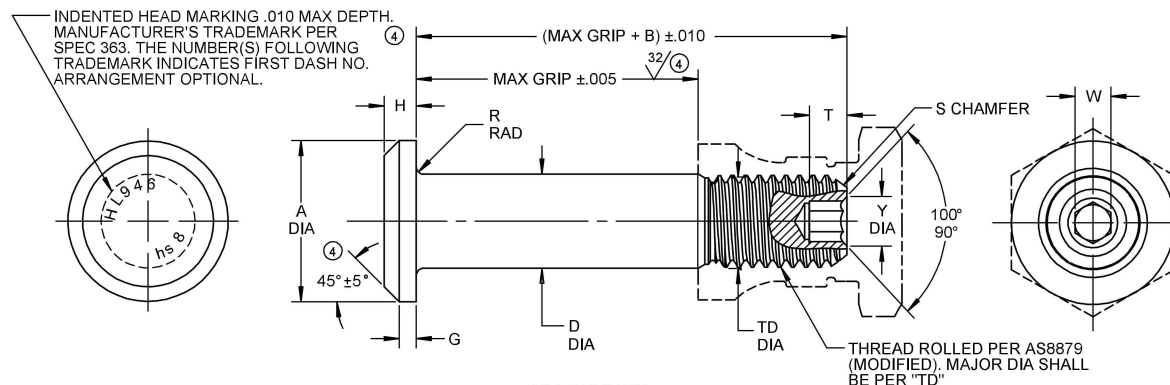 INDENTED HEAD MARKING .010 MAX DEPTH.
MANUFACTURER'S TRADEMARK PER
SPEC 363. THE NUMBER(S) FOLLOWING
TRADEMARK INDICATES FIRST DASH NO.
ARRANGEMENT OPTIONAL.
4
(MAX GRIP + B) ±.010
MAX GRIP ±.005
32
4
H
R
RAD
T
S CHAMFER
W
HL946
hs 8
A
DIA
4
45°±5°
G
D
DIA
TD
DIA
Y
DIA
100°
90°
THREAD ROLLED PER AS8879
(MODIFIED). MAJOR DIA SHALL
BE PER "TD"